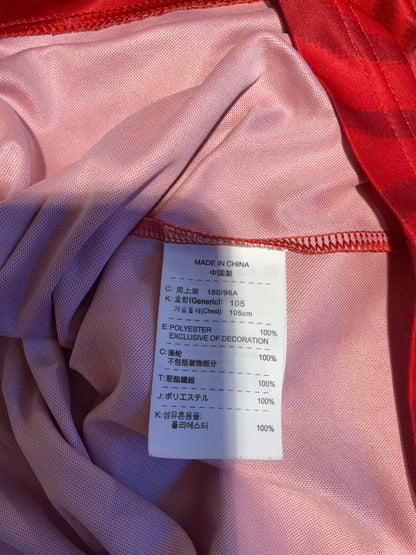 MADE IN CHINA
中国製
C: 男上装 180/96A
K: 호칭(Generic): 105
가슴둘레(Chest): 105cm
E: POLYESTER 100%
EXCLUSIVE OF DECORATION
C: 涤纶 100%
不包括装饰部分
T: 聚酯纖維 100%
J: ポリエステル 100%
K: 섬유혼용율:
폴리에스터 100%